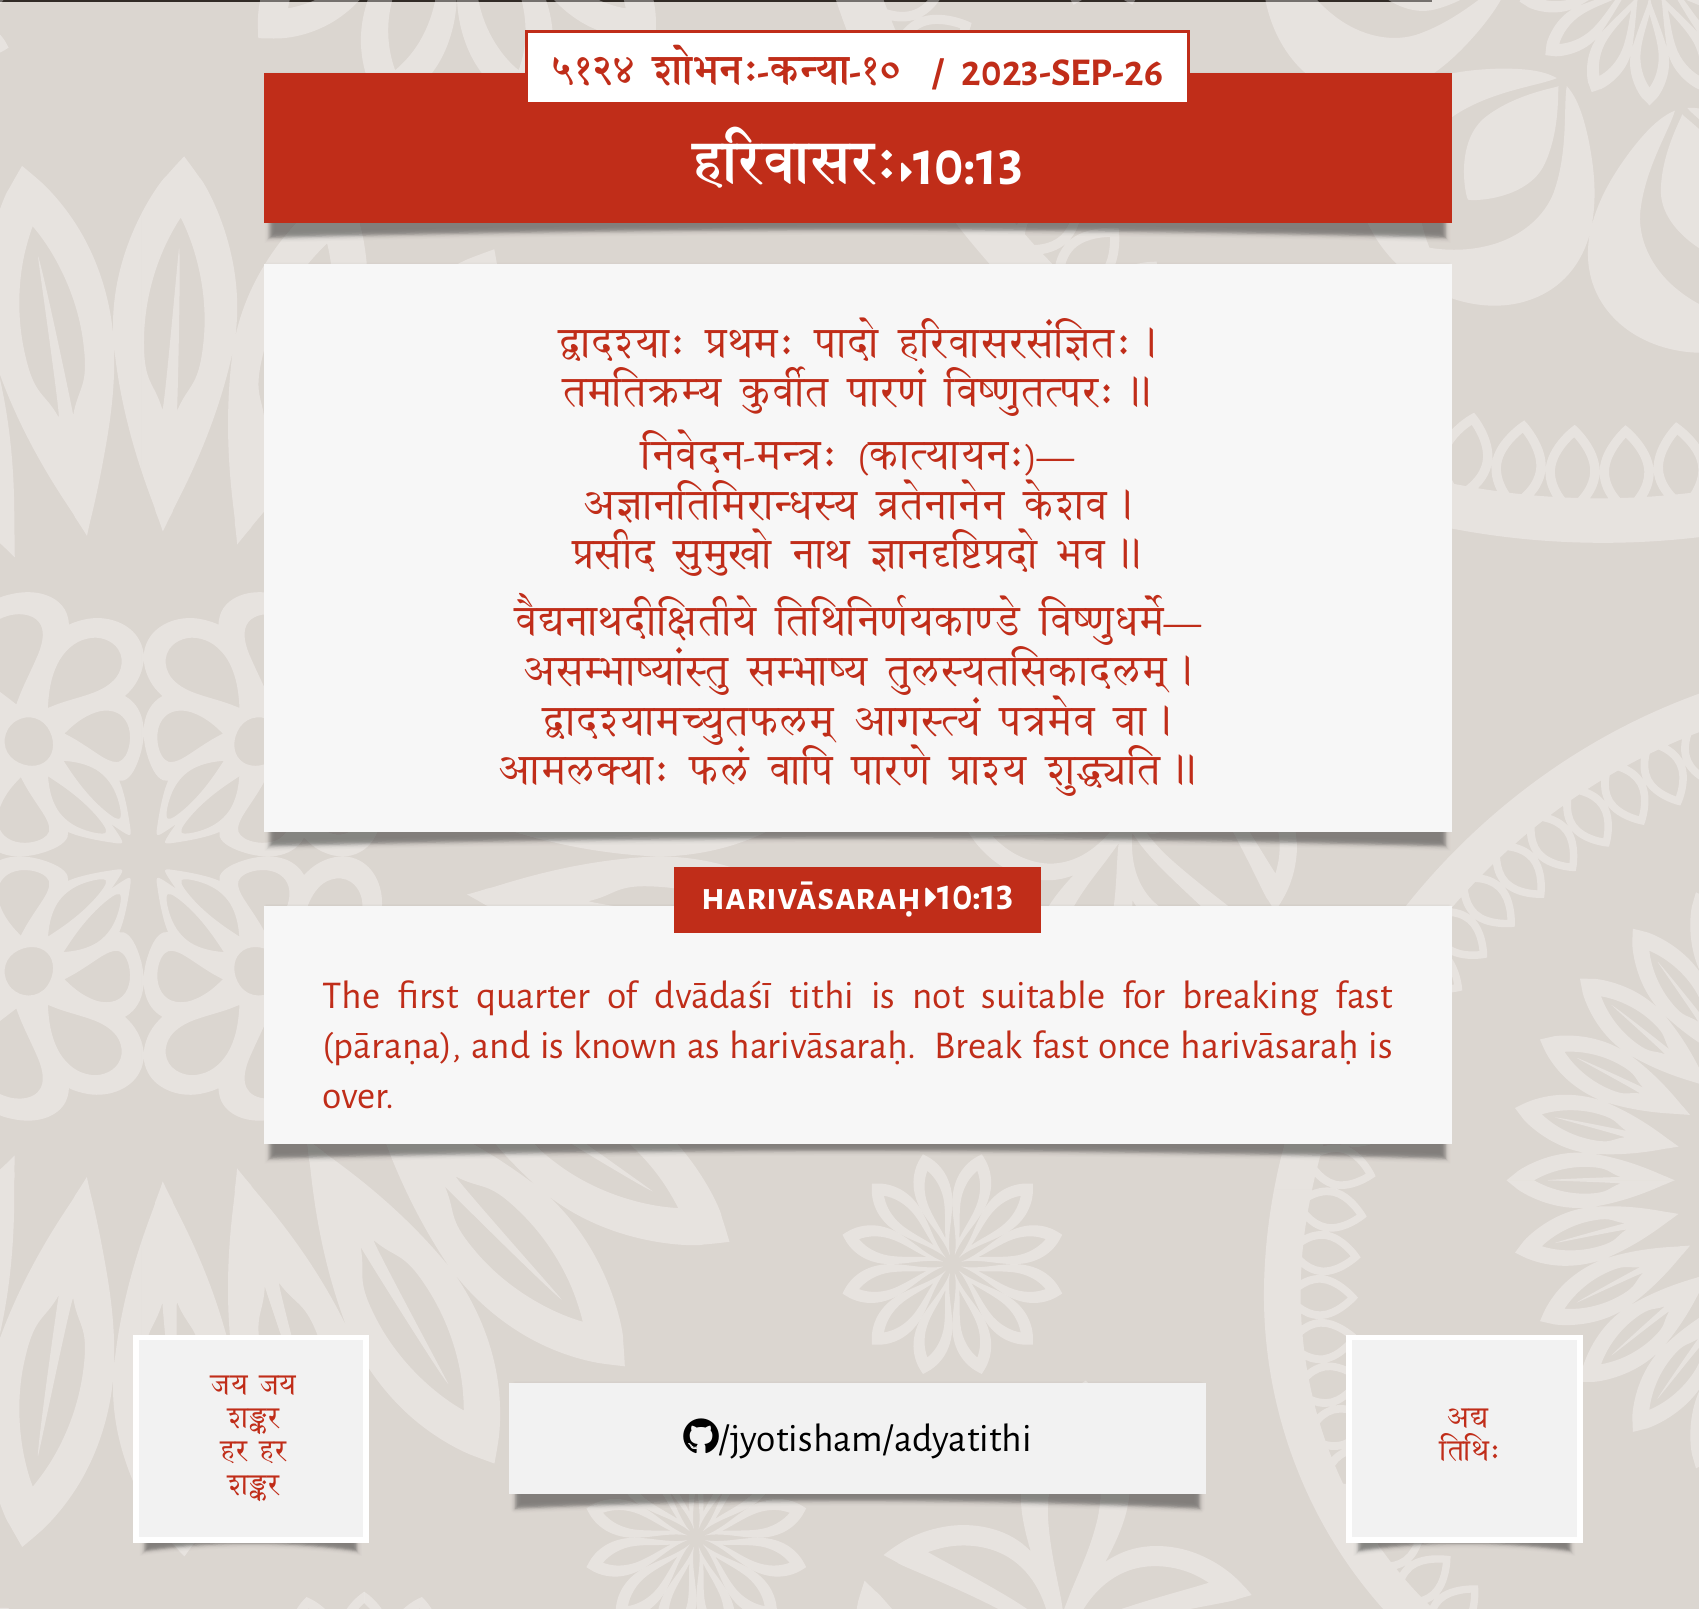 ५१२४ शोभनः-कन्या-१० / 2023-SEP-26
हरिवासरः▸10:13
द्वादश्याः प्रथमः पादो हरिवासरसंज्ञितः।
तमतिक्रम्य कुर्वीत पारणं विष्णुतत्परः॥
निवेदन-मन्त्रः (कात्यायनः)—
अज्ञानतिमिरान्धस्य व्रतेनानेन केशव।
प्रसीद सुमुखो नाथ ज्ञानदृष्टिप्रदो भव॥
वैद्यनाथदीक्षितीये तिथिनिर्णयकाण्डे विष्णुधर्मे—
असम्भाष्यांस्तु सम्भाष्य तुलस्यतसिकादलम्।
द्वादश्यामच्युतफलम् आगस्त्यं पत्रमेव वा।
आमलक्याः फलं वापि पारणे प्राश्य शुद्ध्यति॥
HARIVĀSARAḤ▸10:13
The first quarter of dvādaśī tithi is not suitable for breaking fast
(pāraṇa), and is known as harivāsaraḥ. Break fast once harivāsaraḥ is
over.
जय जय
शङ्कर
हर हर
शङ्कर
/jyotisham/adyatithi
अद्य
तिथिः